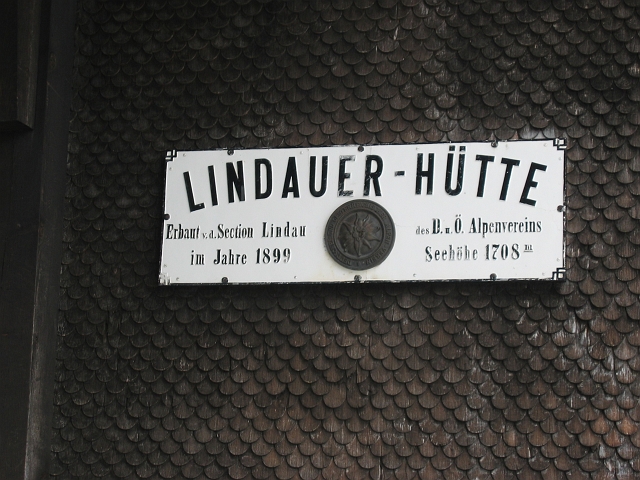 LINDAUER-HÜTTE
Erbaut v. d. Section Lindau
im Jahre 1899
des D. u. Ö. Alpenvereins
Seehöhe 1708 m